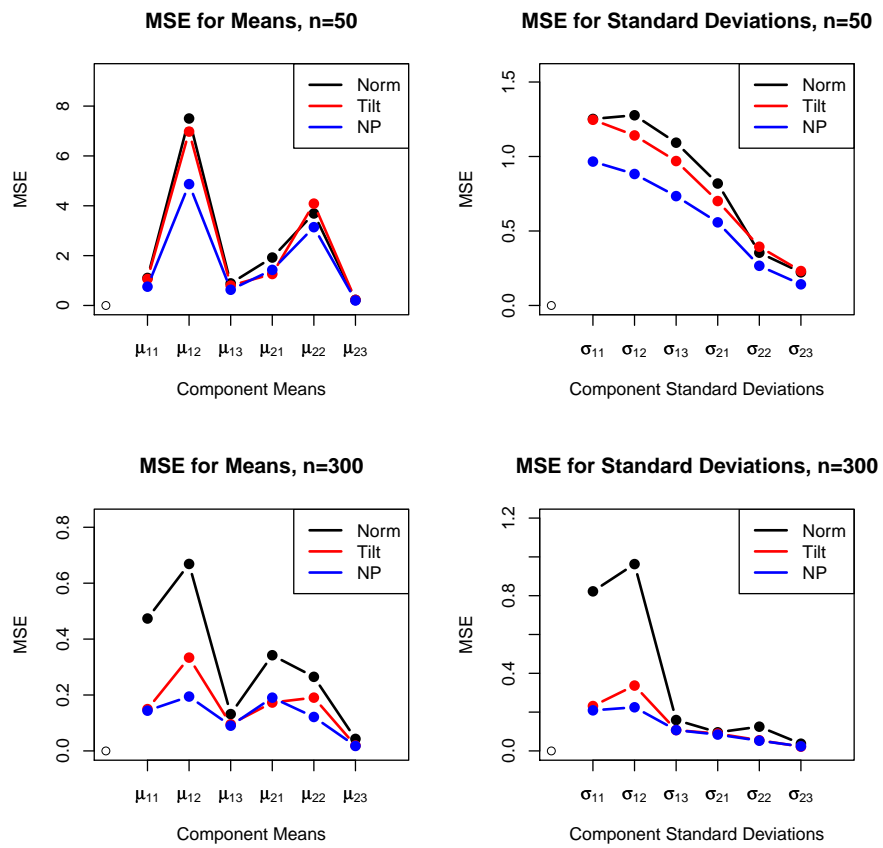 MSE for Means, n=50
MSE
0
2
4
6
8
Norm
Tilt
NP
μ11 μ12 μ13 μ21 μ22 μ23
Component Means
MSE for Standard Deviations, n=50
MSE
0.0
0.5
1.0
1.5
Norm
Tilt
NP
σ11 σ12 σ13 σ21 σ22 σ23
Component Standard Deviations
MSE for Means, n=300
MSE
0.0
0.2
0.4
0.6
0.8
Norm
Tilt
NP
μ11 μ12 μ13 μ21 μ22 μ23
Component Means
MSE for Standard Deviations, n=300
MSE
0.0
0.4
0.8
1.2
Norm
Tilt
NP
σ11 σ12 σ13 σ21 σ22 σ23
Component Standard Deviations